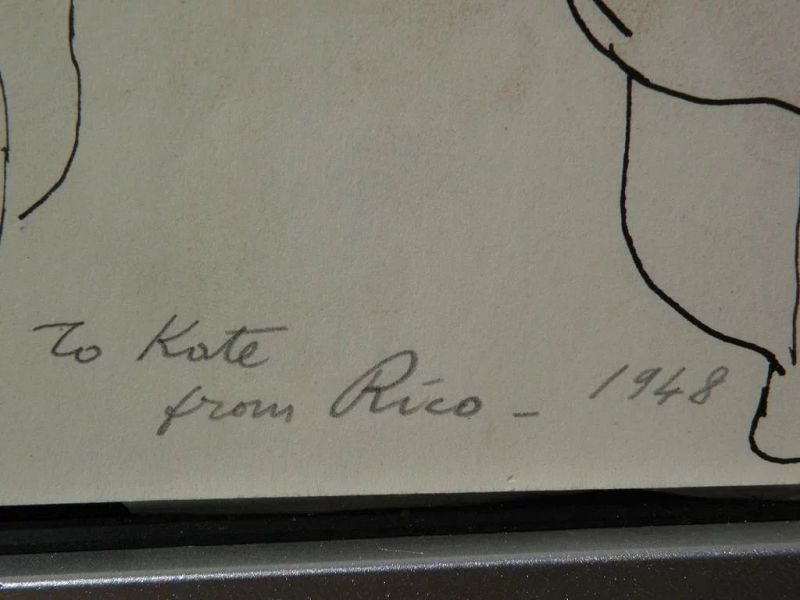 To Kate
from Rico - 1948